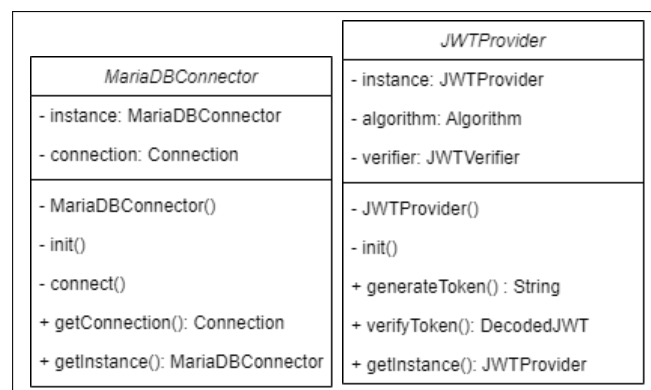 MariaDBConnector
- instance: MariaDBConnector
- connection: Connection
- MariaDBConnector()
- init()
- connect()
+ getConnection(): Connection
+ getInstance(): MariaDBConnector
JWTProvider
- instance: JWTProvider
- algorithm: Algorithm
- verifier: JWTVerifier
- JWTProvider()
- init()
+ generateToken() : String
+ verifyToken(): DecodedJWT
+ getInstance(): JWTProvider